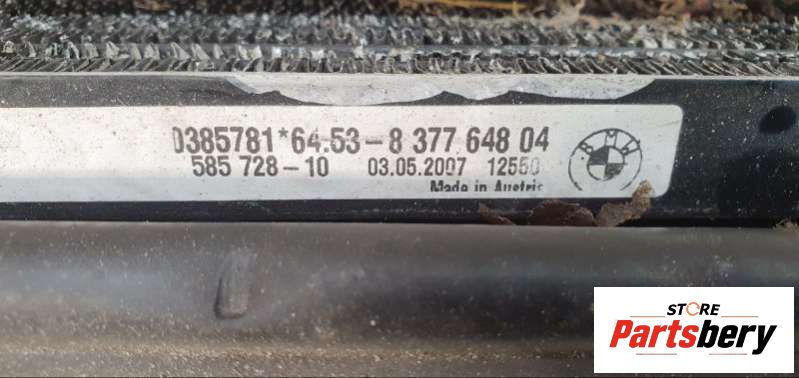 0385781*64.53-8 377 648 04
585 728-10 03.05.2007 12550
Made in Austria
BMW
STORE
Partsbery